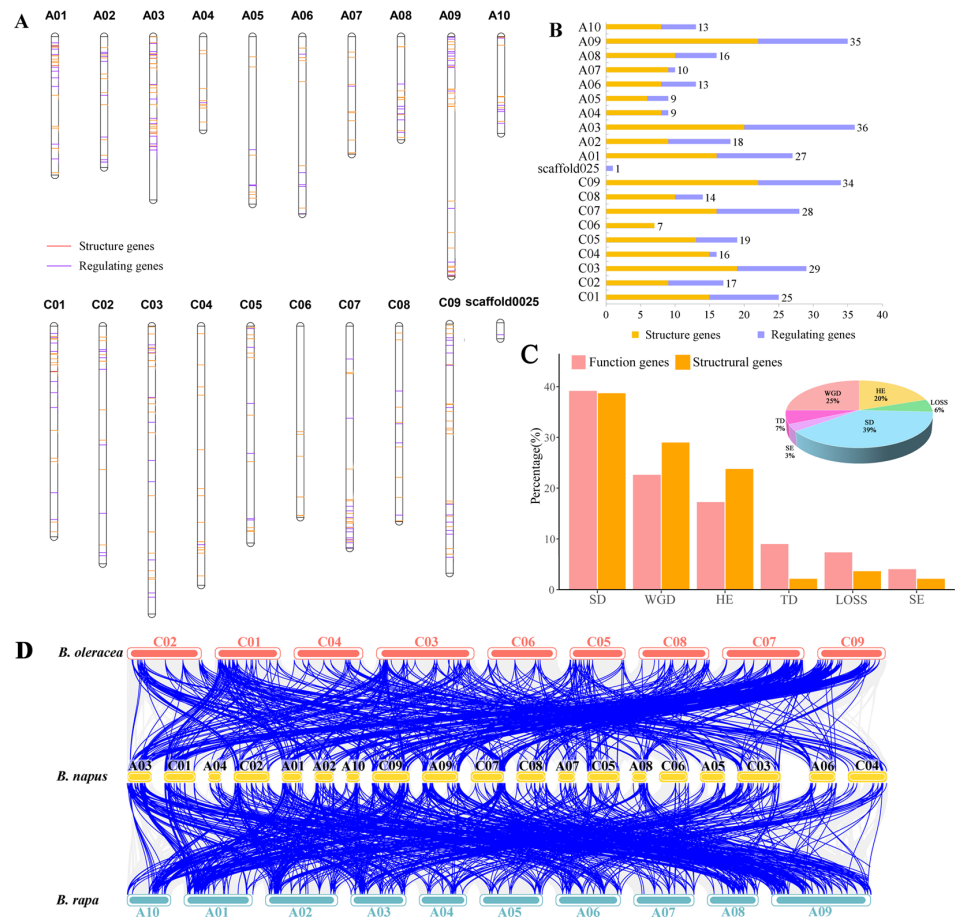 A
A01 A02 A03 A04 A05 A06 A07 A08 A09 A10
Structure genes
Regulating genes
C01 C02 C03 C04 C05 C06 C07 C08 C09 scaffold0025
B
A10 13
A09 35
A08 16
A07 10
A06 13
A05 9
A04 9
A03 36
A02 18
A01 27
scaffold025 1
C09 34
C08 14
C07 28
C06 7
C05 19
C04 16
C03 29
C02 17
C01 25
0 5 10 15 20 25 30 35 40
Structure genes Regulating genes
C
Function genes Structrural genes
Percentage(%)
40
30
20
10
0
SD WGD HE TD LOSS SE
WGD
25%
HE
20%
LOSS
6%
SD
39%
TD
7%
SE
3%
D
C02 C01 C04 C03 C06 C05 C08 C07 C09
B. oleracea
A03 C01 A04 C02 A01 A02 A10 C09 A09 C07 C08 A07 C05 A08 C06 A05 C03 A06 C04
B. napus
B. rapa
A10 A01 A02 A03 A04 A05 A06 A07 A08 A09